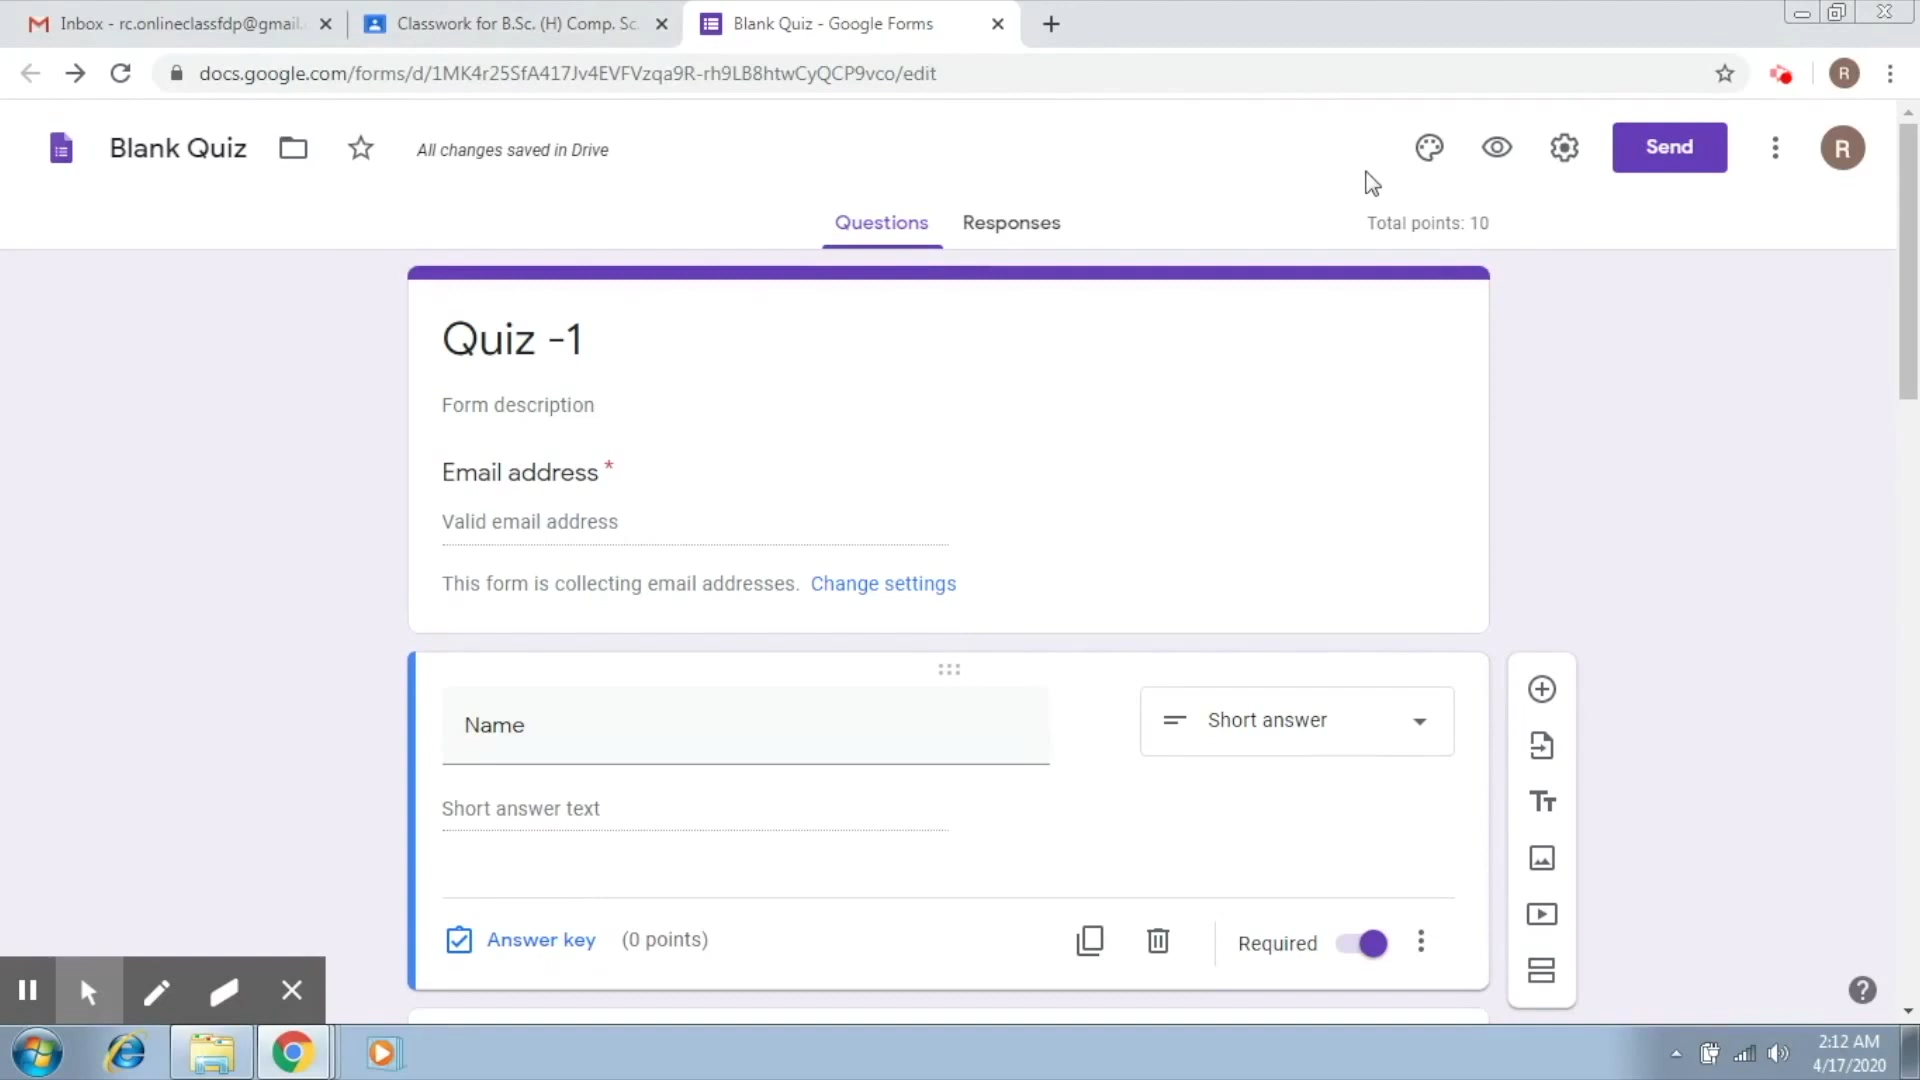 Inbox - rc.onlineclassfdp@gmail.
Classwork for B.Sc. (H) Comp. Sc.
Blank Quiz - Google Forms
docs.google.com/forms/d/1MK4r25SfA417Jv4EVFVzqa9R-rh9LB8htwCyQCP9vco/edit
R
Blank Quiz
All changes saved in Drive
Send
R
Questions
Responses
Total points: 10
Quiz -1
Form description
Email address *
Valid email address
This form is collecting email addresses. Change settings
Name
Short answer
Short answer text
Answer key (0 points)
Required
2:12 AM
4/17/2020